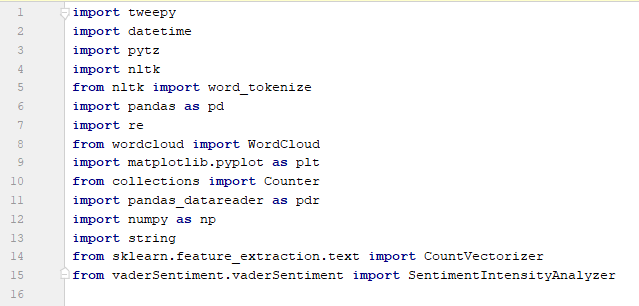 1 import tweepy
2 import datetime
3 import pytz
4 import nltk
5 from nltk import word_tokenize
6 import pandas as pd
7 import re
8 from wordcloud import WordCloud
9 import matplotlib.pyplot as plt
10 from collections import Counter
11 import pandas_datareader as pdr
12 import numpy as np
13 import string
14 from sklearn.feature_extraction.text import CountVectorizer
15 from vaderSentiment.vaderSentiment import SentimentIntensityAnalyzer
16